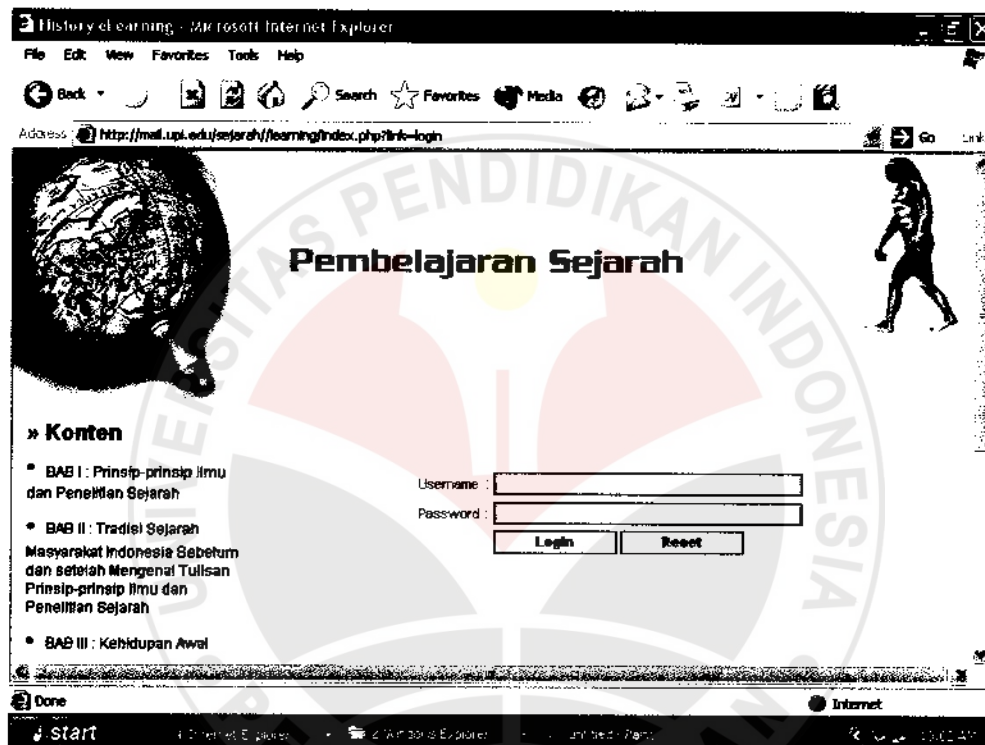 History eLearning - Microsoft Internet Explorer
File Edit View Favorites Tools Help
Back Search Favorites Media
Address http://mail.upi.edu/sejarah//learning/index.php?link=login Go
UNIVERSITAS PENDIDIKAN INDONESIA
Pembelajaran Sejarah
» Konten
• BAB I : Prinsip-prinsip Ilmu
dan Penelitian Sejarah
• BAB II : Tradisi Sejarah
Masyarakat Indonesia Sebelum
dan setelah Mengenal Tulisan
Prinsip-prinsip Ilmu dan
Penelitian Sejarah
• BAB III : Kehidupan Awal
Username :
Password :
Login Reset
Done Internet
start